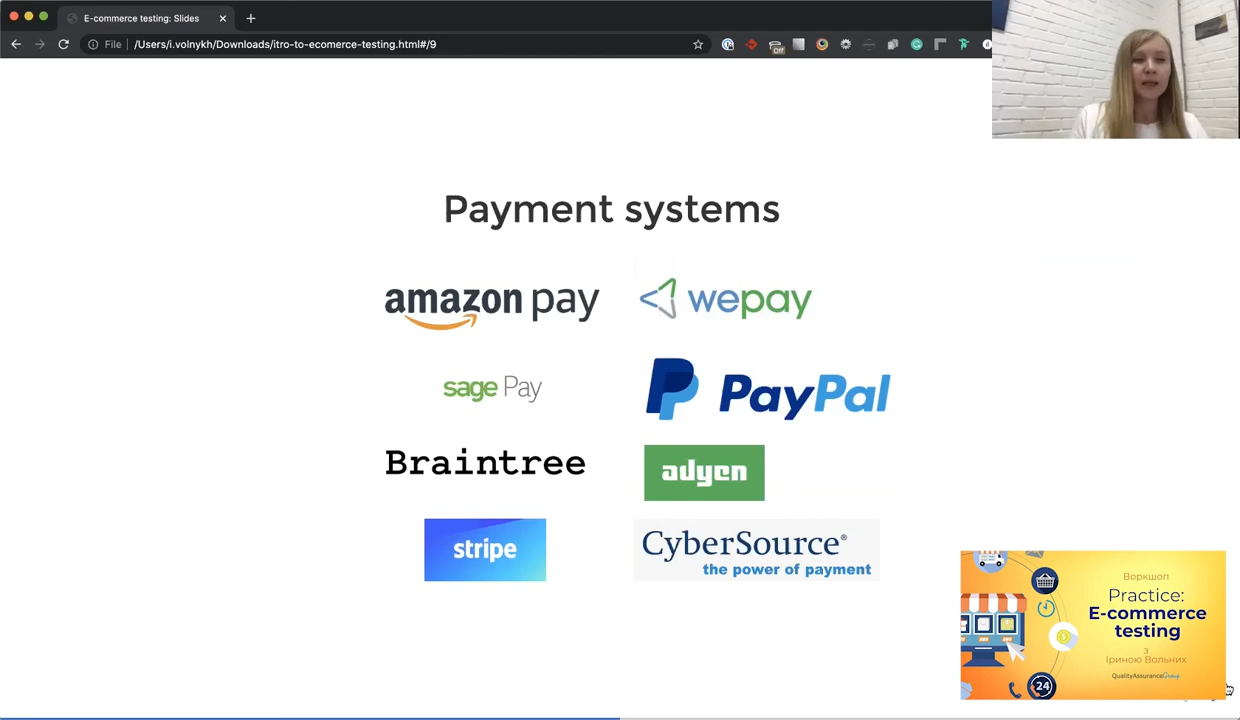 E-commerce testing: Slides
File
/Users/i.volnykh/Downloads/itro-to-ecomerce-testing.html#/9
Off
Payment systems
amazon pay
wepay
sage Pay
PayPal
Braintree
adyen
stripe
CyberSource®
the power of payment
Воркшоп
Practice:
E-commerce
testing
з
Іриною Вольних
QualityAssuranceGroup
24